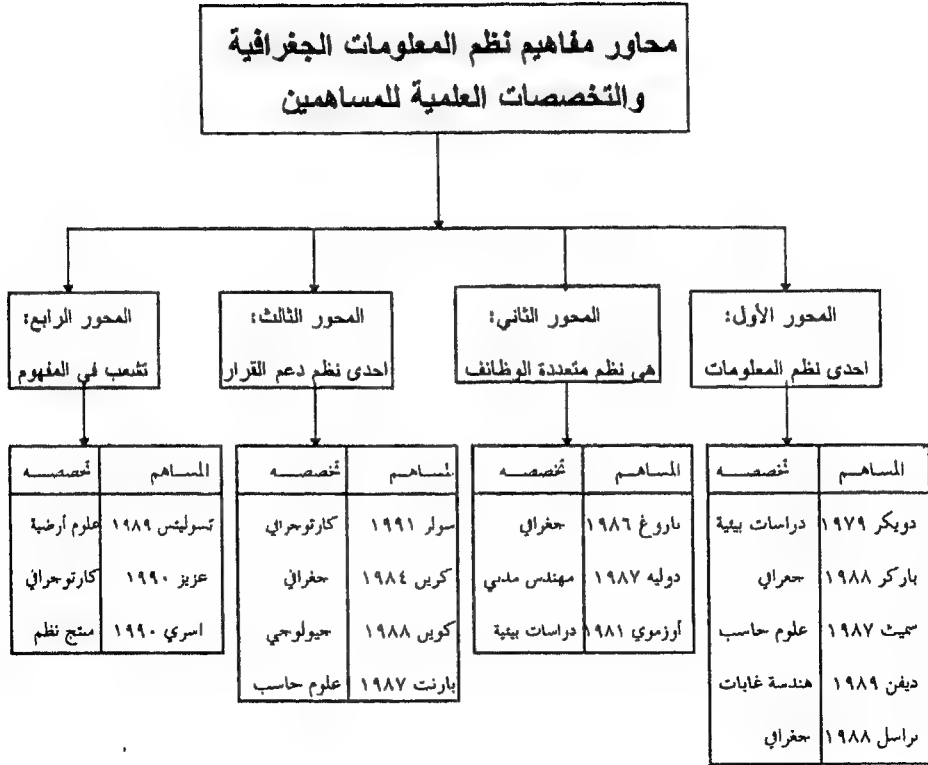 محاور مفاهيم نظم المعلومات الجغرافية
والتخصصات العلمية للمساهمين
المحور الأول:
احدى نظم المعلومات
المساهم تخصصه
دويكر ١٩٧٩ دراسات بيئية
باركر ١٩٨٨ جغرافي
سميث ١٩٨٧ علوم حاسب
ديفن ١٩٨٩ هندسة غابات
براسل ١٩٨٨ جغرافي
المحور الثاني:
هي نظم متعددة الوظائف
المساهم تخصصه
باروغ ١٩٨٦ جغرافي
دوليه ١٩٨٧ مهندس مدني
أوزموي ١٩٨١ دراسات بيئية
المحور الثالث:
احدى نظم دعم القرار
المساهم تخصصه
سولر ١٩٩١ كارتوجرافي
كوين ١٩٨٤ جغرافي
كوين ١٩٨٨ جيولوجي
بارنت ١٩٨٧ علوم حاسب
المحور الرابع:
تشعب في المفهوم
المساهم تخصصه
تسوليتس ١٩٨٩ علوم أرضية
عزيز ١٩٩٠ كارتوجرافي
اسري ١٩٩٠ منتج نظم